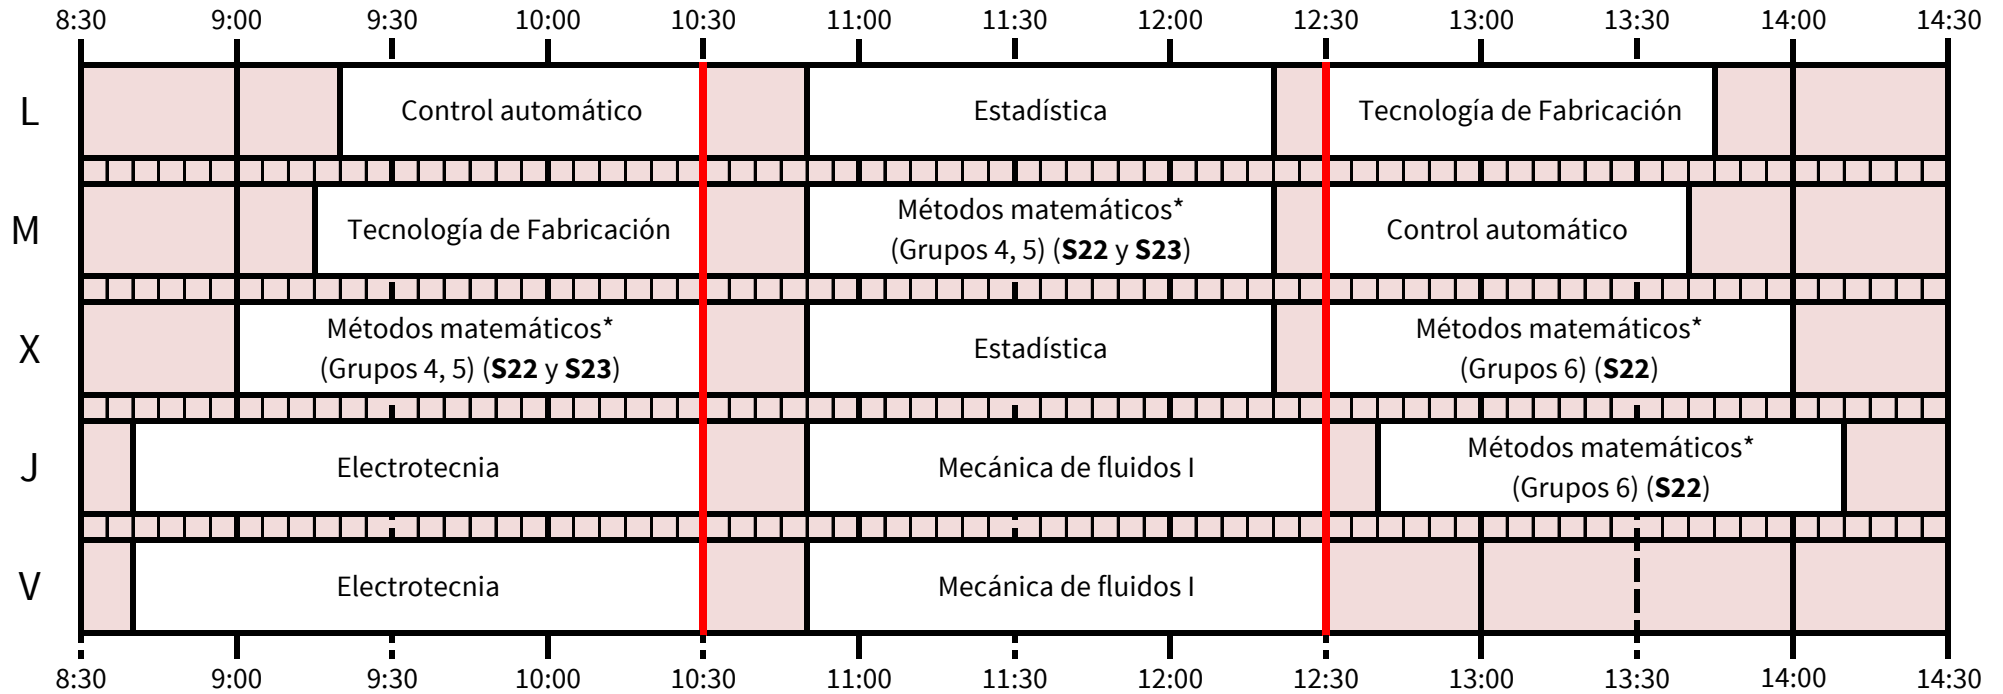 8:30 9:00 9:30 10:00 10:30 11:00 11:30 12:00 12:30 13:00 13:30 14:00 14:30
L Control automático Estadística Tecnología de Fabricación
M Tecnología de Fabricación Métodos matemáticos*
(Grupos 4, 5) (S22 y S23) Control automático
X Métodos matemáticos*
(Grupos 4, 5) (S22 y S23) Estadística Métodos matemáticos*
(Grupos 6) (S22)
J Electrotecnia Mecánica de fluidos I Métodos matemáticos*
(Grupos 6) (S22)
V Electrotecnia Mecánica de fluidos I
8:30 9:00 9:30 10:00 10:30 11:00 11:30 12:00 12:30 13:00 13:30 14:00 14:30